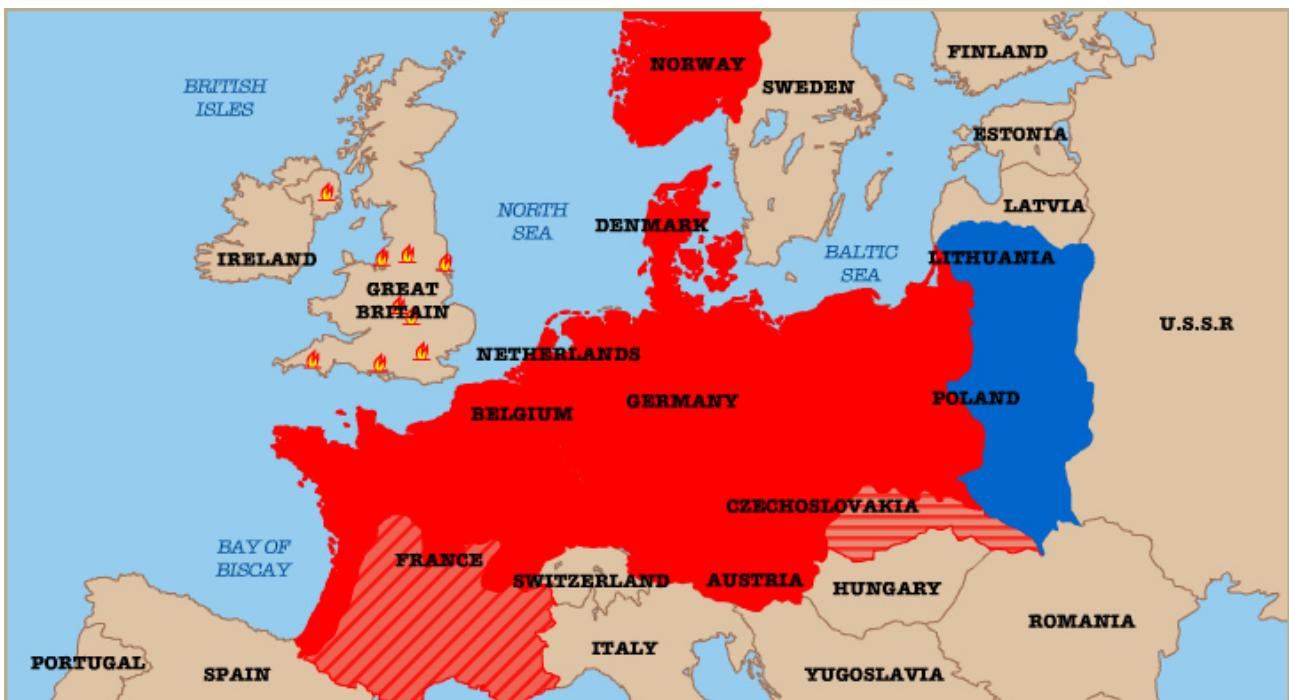 FINLAND
NORWAY
SWEDEN
BRITISH
ISLES
ESTONIA
LATVIA
NORTH
SEA
DENMARK
BALTIC
SEA
LITHUANIA
IRELAND
GREAT
BRITAIN
U.S.S.R
NETHERLANDS
GERMANY
POLAND
BELGIUM
CZECHOSLOVAKIA
BAY OF
BISCAY
FRANCE
SWITZERLAND
AUSTRIA
HUNGARY
ROMANIA
ITALY
PORTUGAL
SPAIN
YUGOSLAVIA